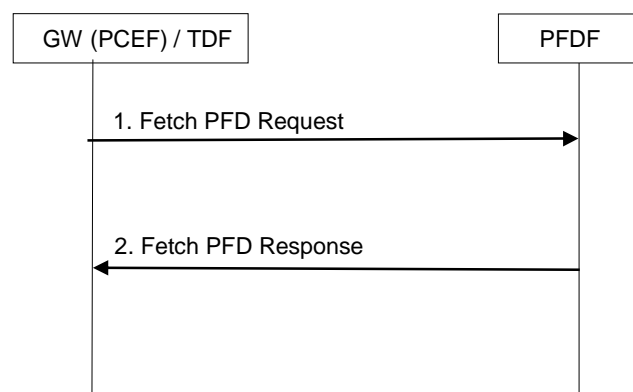 GW (PCEF) / TDF
PFDF
1. Fetch PFD Request
2. Fetch PFD Response